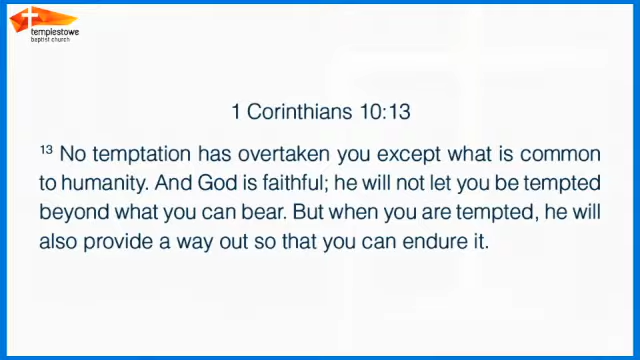 templestowe
baptist church
1 Corinthians 10:13
13 No temptation has overtaken you except what is common
to humanity. And God is faithful; he will not let you be tempted
beyond what you can bear. But when you are tempted, he will
also provide a way out so that you can endure it.